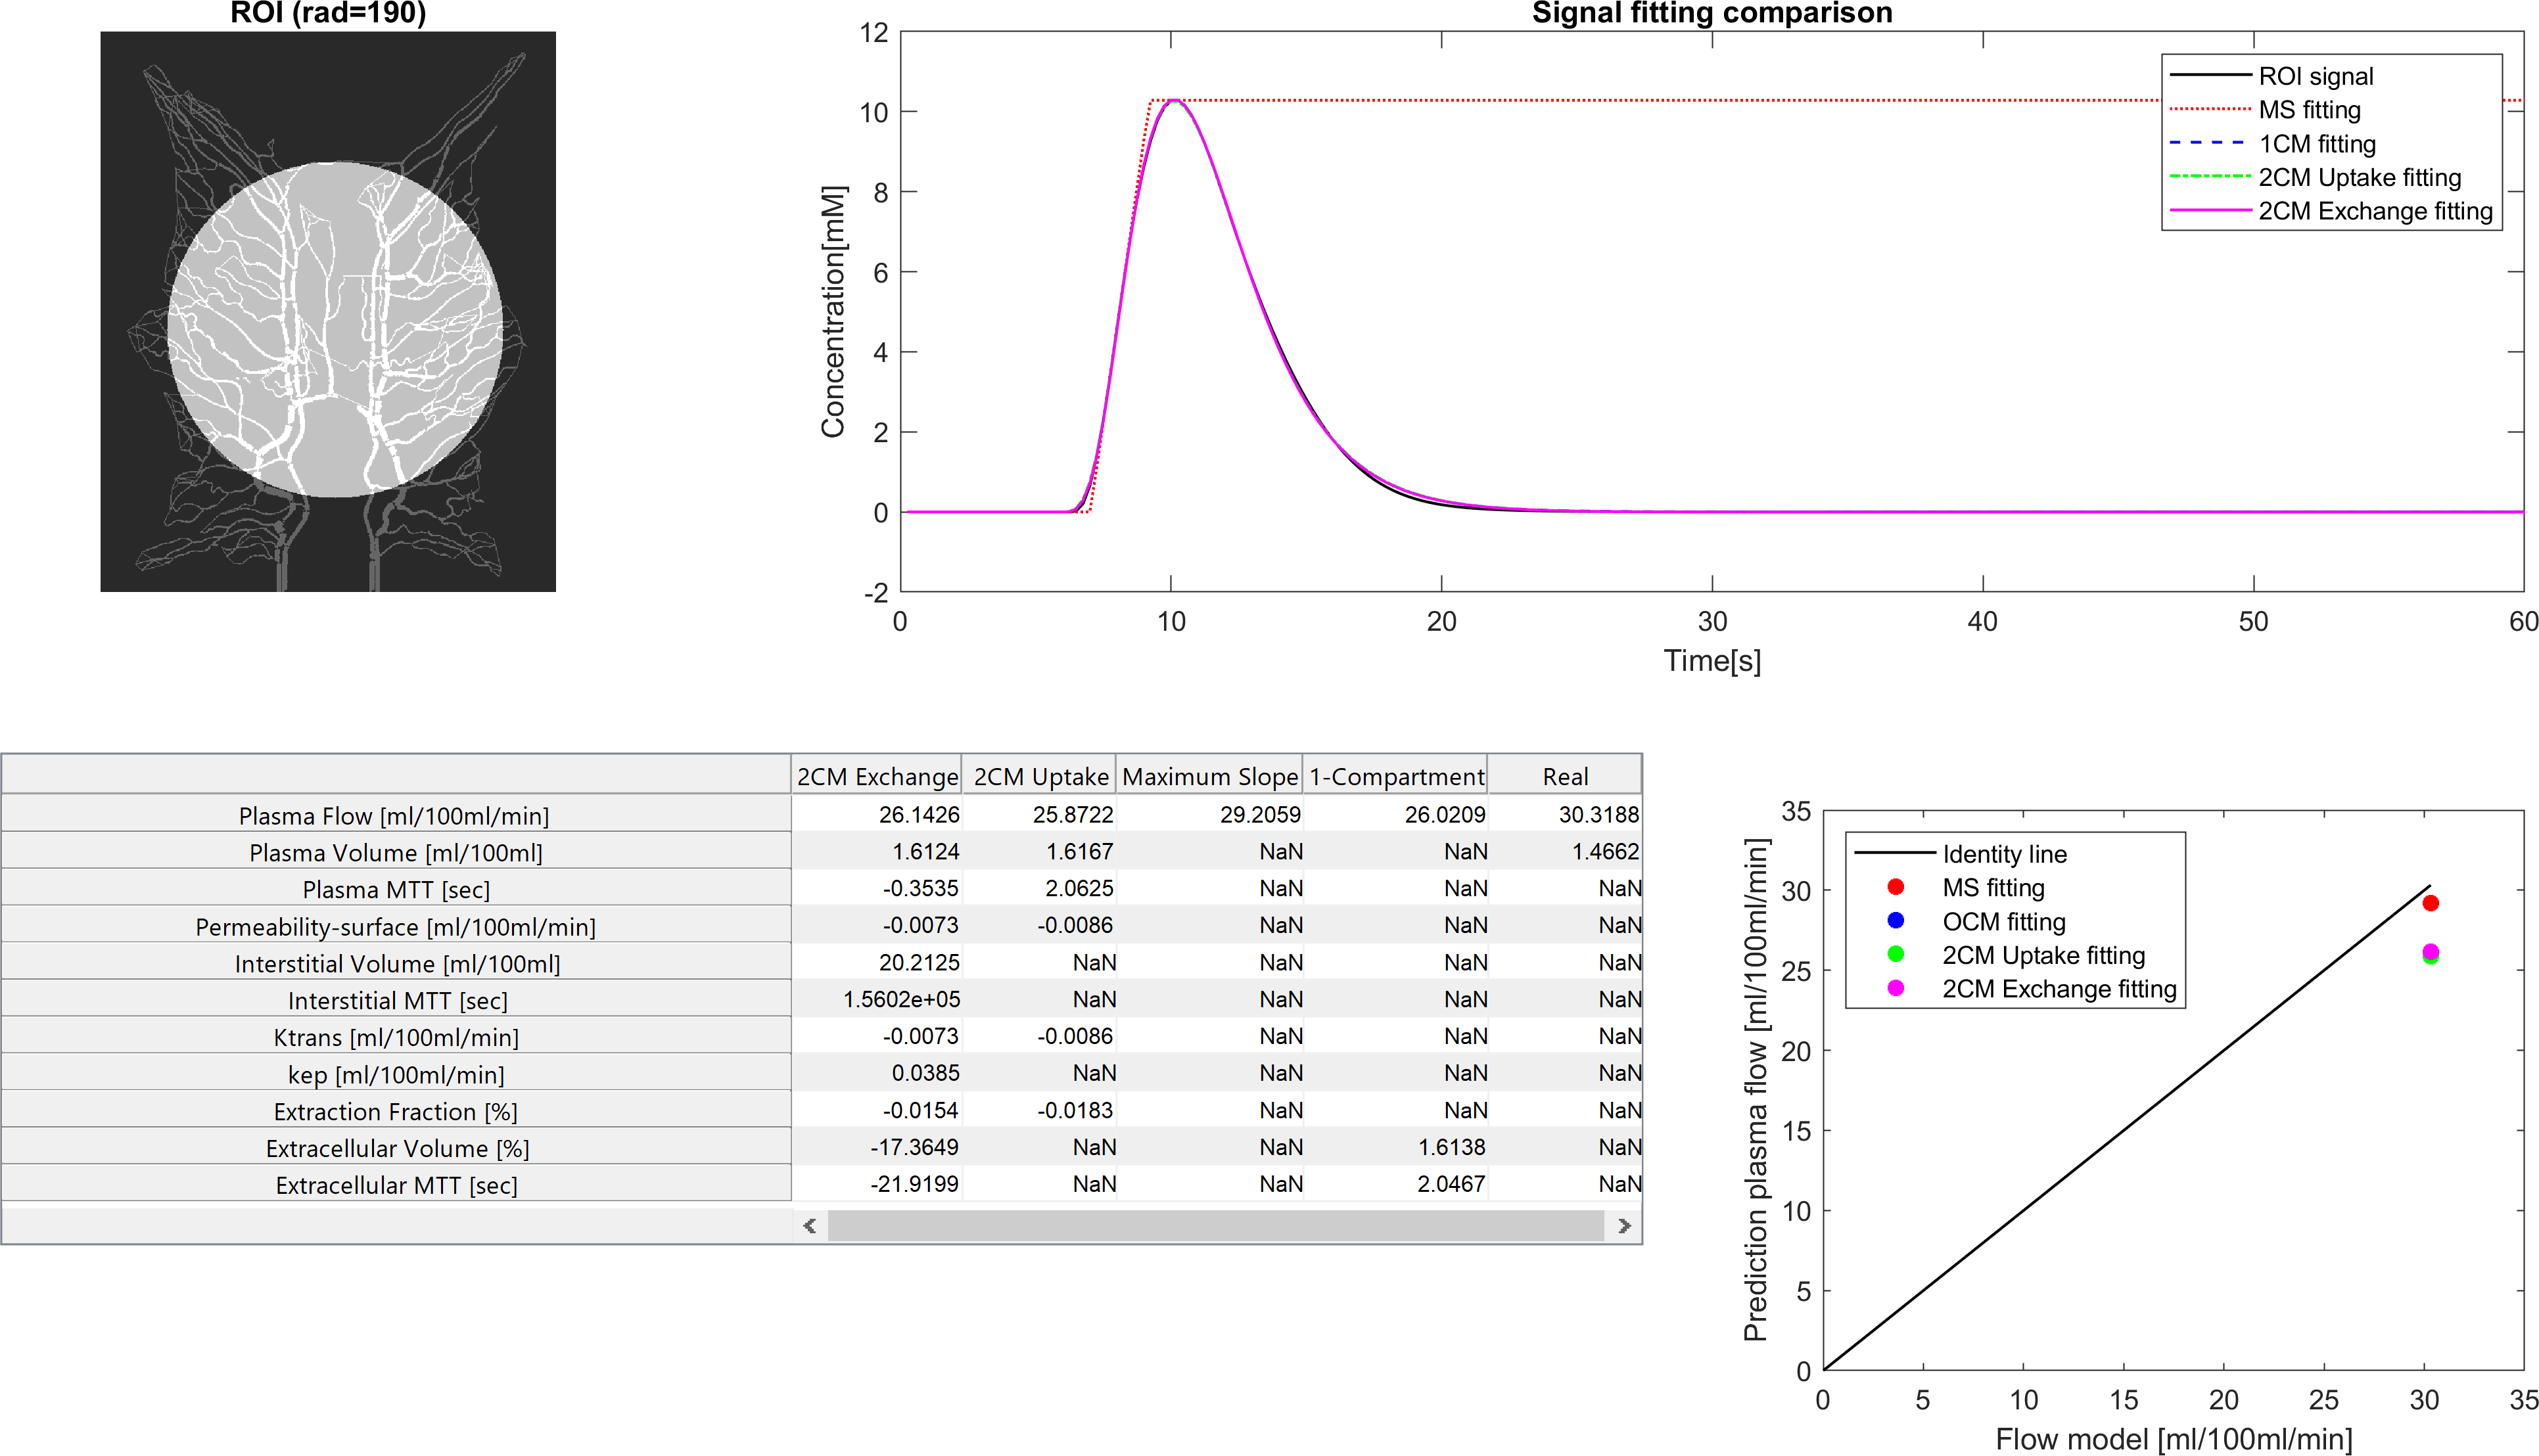 ROI (rad=190)
Signal fitting comparison
12
10
8
6
4
2
0
-2
Concentration[mM]
0 10 20 30 40 50 60
Time[s]
ROI signal
MS fitting
1CM fitting
2CM Uptake fitting
2CM Exchange fitting
2CM Exchange 2CM Uptake Maximum Slope 1-Compartment Real
Plasma Flow [ml/100ml/min] 26.1426 25.8722 29.2059 26.0209 30.3188
Plasma Volume [ml/100ml] 1.6124 1.6167 NaN NaN 1.4662
Plasma MTT [sec] -0.3535 2.0625 NaN NaN NaN
Permeability-surface [ml/100ml/min] -0.0073 -0.0086 NaN NaN NaN
Interstitial Volume [ml/100ml] 20.2125 NaN NaN NaN NaN
Interstitial MTT [sec] 1.5602e+05 NaN NaN NaN NaN
Ktrans [ml/100ml/min] -0.0073 -0.0086 NaN NaN NaN
kep [ml/100ml/min] 0.0385 NaN NaN NaN NaN
Extraction Fraction [%] -0.0154 -0.0183 NaN NaN NaN
Extracellular Volume [%] -17.3649 NaN NaN 1.6138 NaN
Extracellular MTT [sec] -21.9199 NaN NaN 2.0467 NaN
35
30
25
20
15
10
5
0
Prediction plasma flow [ml/100ml/min]
Identity line
MS fitting
OCM fitting
2CM Uptake fitting
2CM Exchange fitting
0 5 10 15 20 25 30 35
Flow model [ml/100ml/min]